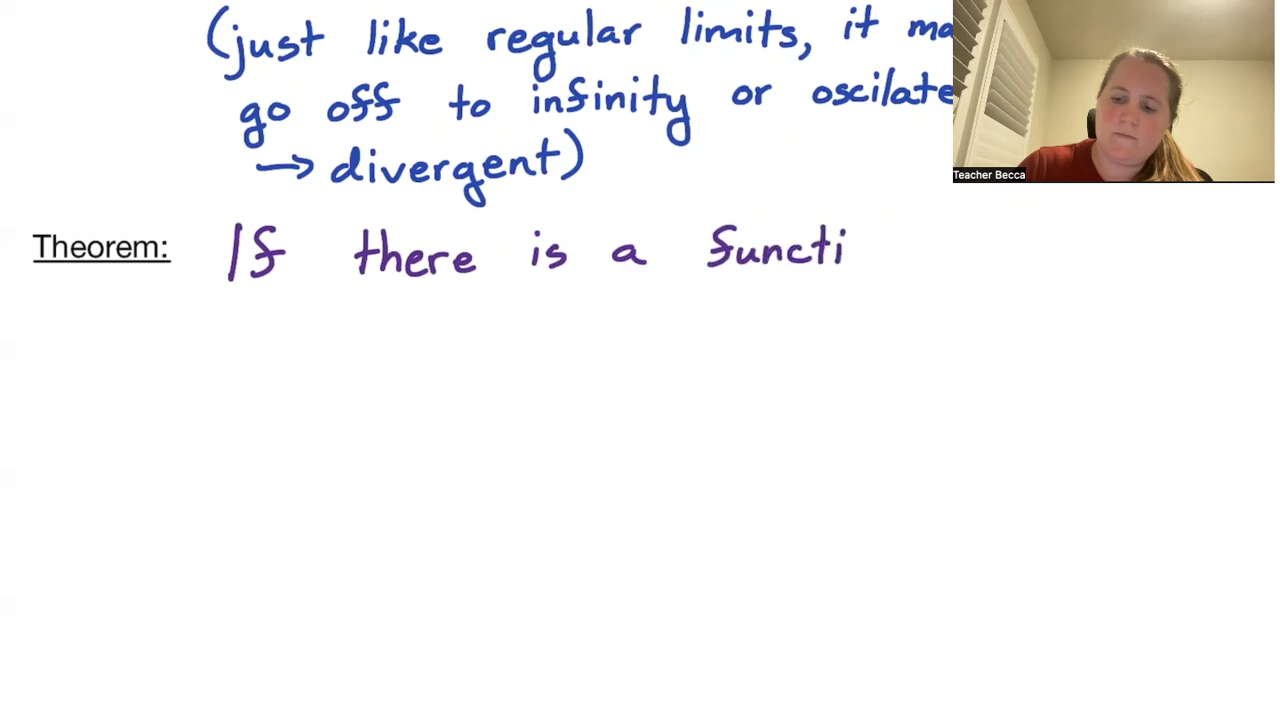 (just like regular limits, it ma
go off to infinity or oscilate
→ divergent)
Teacher Becca
Theorem: If there is a functi